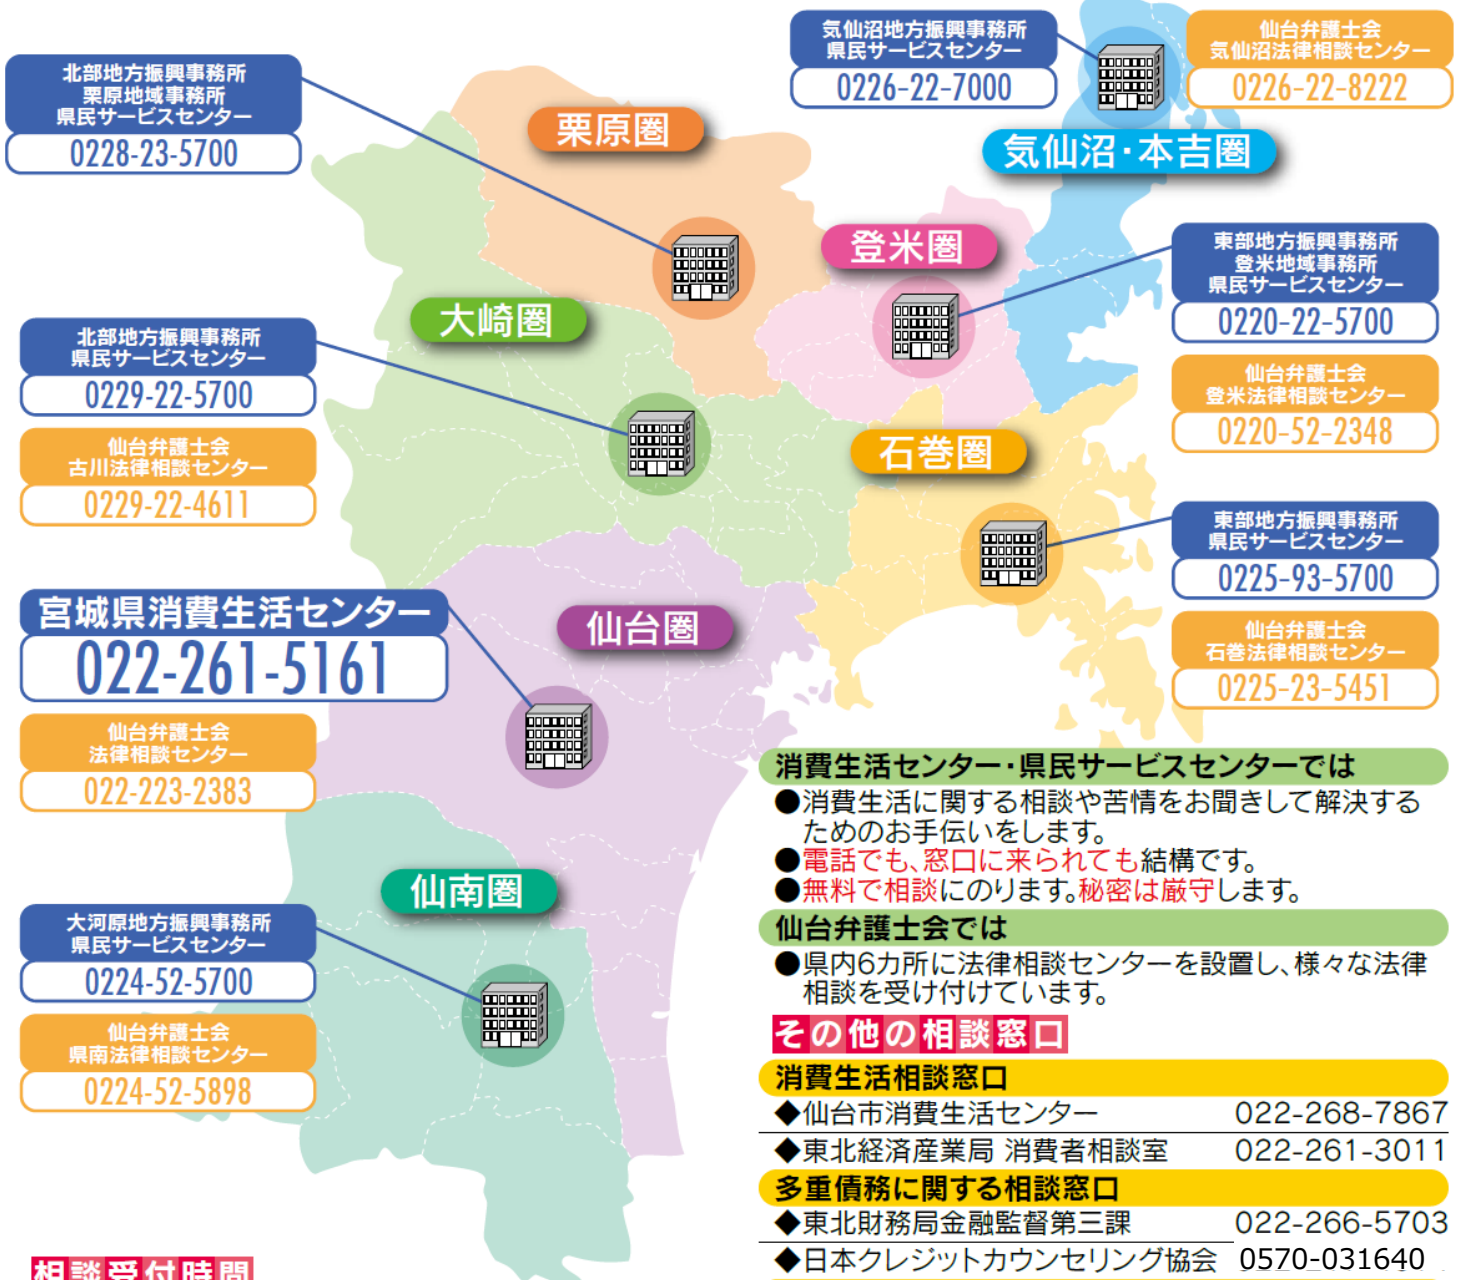 気仙沼地方振興事務所
県民サービスセンター
0226-22-7000
仙台弁護士会
気仙沼法律相談センター
0226-22-8222
北部地方振興事務所
栗原地域事務所
県民サービスセンター
0228-23-5700
栗原圏
気仙沼・本吉圏
登米圏
東部地方振興事務所
登米地域事務所
県民サービスセンター
0220-22-5700
大崎圏
北部地方振興事務所
県民サービスセンター
0229-22-5700
仙台弁護士会
登米法律相談センター
0220-52-2348
仙台弁護士会
古川法律相談センター
0229-22-4611
石巻圏
東部地方振興事務所
県民サービスセンター
0225-93-5700
宮城県消費生活センター
022-261-5161
仙台圏
仙台弁護士会
石巻法律相談センター
0225-23-5451
仙台弁護士会
法律相談センター
022-223-2383
仙南圏
大河原地方振興事務所
県民サービスセンター
0224-52-5700
仙台弁護士会
県南法律相談センター
0224-52-5898
消費生活センター・県民サービスセンターでは
●消費生活に関する相談や苦情をお聞きして解決する
ためのお手伝いをします。
●電話でも、窓口に来られても結構です。
●無料で相談にのります。秘密は厳守します。
仙台弁護士会では
●県内6カ所に法律相談センターを設置し、様々な法律
相談を受け付けています。
その他の相談窓口
消費生活相談窓口
◆仙台市消費生活センター 022-268-7867
◆東北経済産業局 消費者相談室 022-261-3011
多重債務に関する相談窓口
◆東北財務局金融監督第三課 022-266-5703
◆日本クレジットカウンセリング協会 0570-031640
相談受付時間